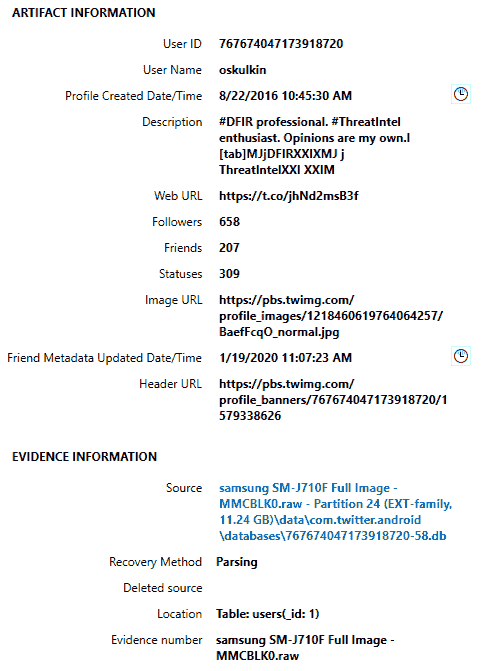 ARTIFACT INFORMATION
User ID 767674047173918720
User Name oskulkin
Profile Created Date/Time 8/22/2016 10:45:30 AM
Description #DFIR professional. #ThreatIntel
enthusiast. Opinions are my own.l
[tab]MJjDFIRXXIXMJ j
ThreatIntelXXI XXIM
Web URL https://t.co/jhNd2msB3f
Followers 658
Friends 207
Statuses 309
Image URL https://pbs.twimg.com/
profile_images/1218460619764064257/
BaefFcqO_normal.jpg
Friend Metadata Updated Date/Time 1/19/2020 11:07:23 AM
Header URL https://pbs.twimg.com/
profile_banners/767674047173918720/1
579338626
EVIDENCE INFORMATION
Source samsung SM-J710F Full Image -
MMCBLK0.raw - Partition 24 (EXT-family,
11.24 GB)\data\com.twitter.android
\databases\767674047173918720-58.db
Recovery Method Parsing
Deleted source
Location Table: users(_id: 1)
Evidence number samsung SM-J710F Full Image -
MMCBLK0.raw